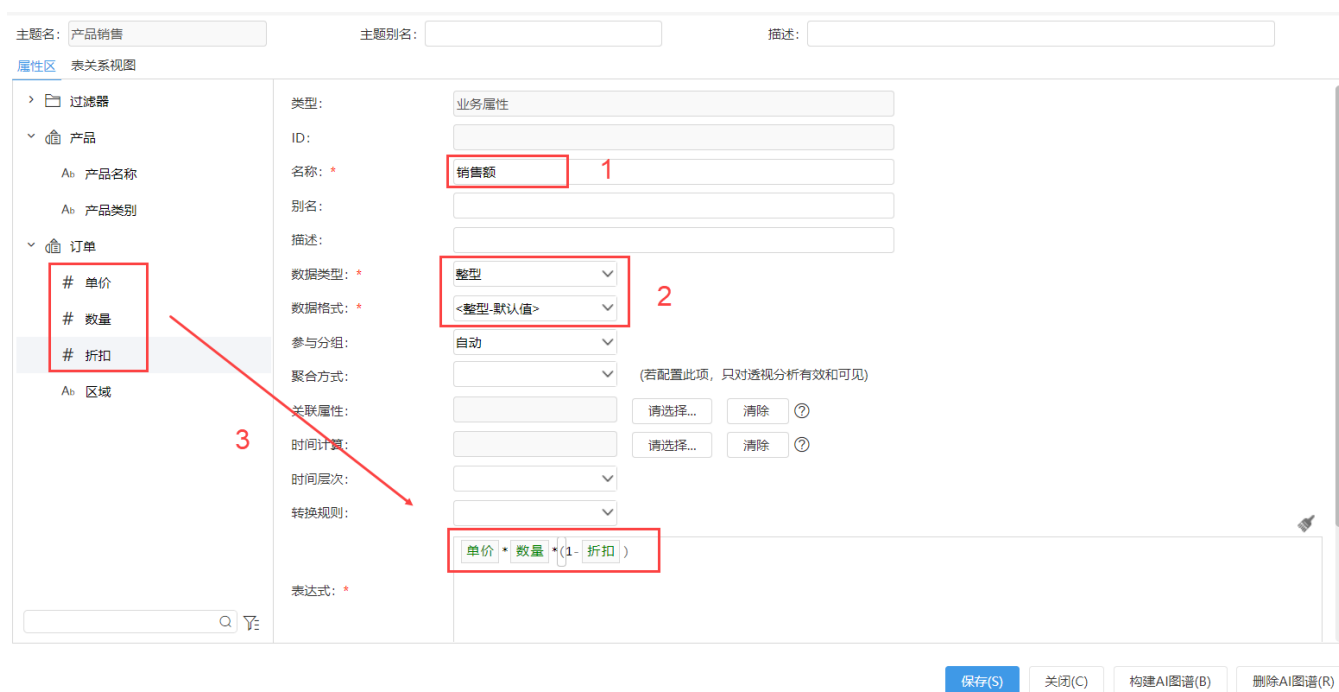 主题名： 产品销售 主题别名： 描述：
属性区 表关系视图
过滤器
产品
Ab 产品名称
Ab 产品类别
订单
# 单价
# 数量
# 折扣
Ab 区域
3
类型： 业务属性
ID：
名称：* 销售额 1
别名：
描述：
数据类型：* 整型
2
数据格式：* <整型-默认值>
参与分组： 自动
聚合方式： (若配置此项，只对透视分析有效和可见)
关联属性： 请选择... 清除 ?
时间计算： 请选择... 清除 ?
时间层次：
转换规则：
单价 * 数量 *(1- 折扣 )
表达式：*
保存(S) 关闭(C) 构建AI图谱(B) 删除AI图谱(R)